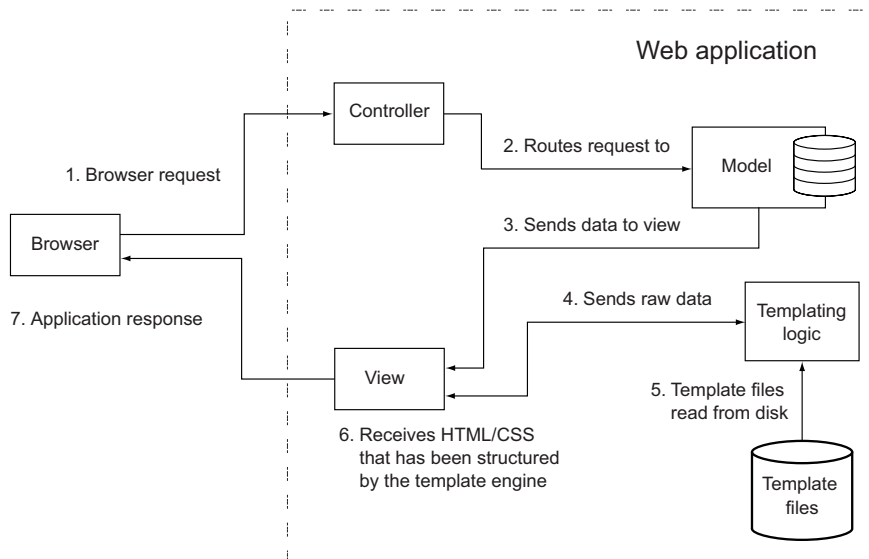 Web application
Controller
2. Routes request to
Model
1. Browser request
Browser
3. Sends data to view
7. Application response
4. Sends raw data
Templating
logic
View
5. Template files
read from disk
6. Receives HTML/CSS
that has been structured
by the template engine
Template
files